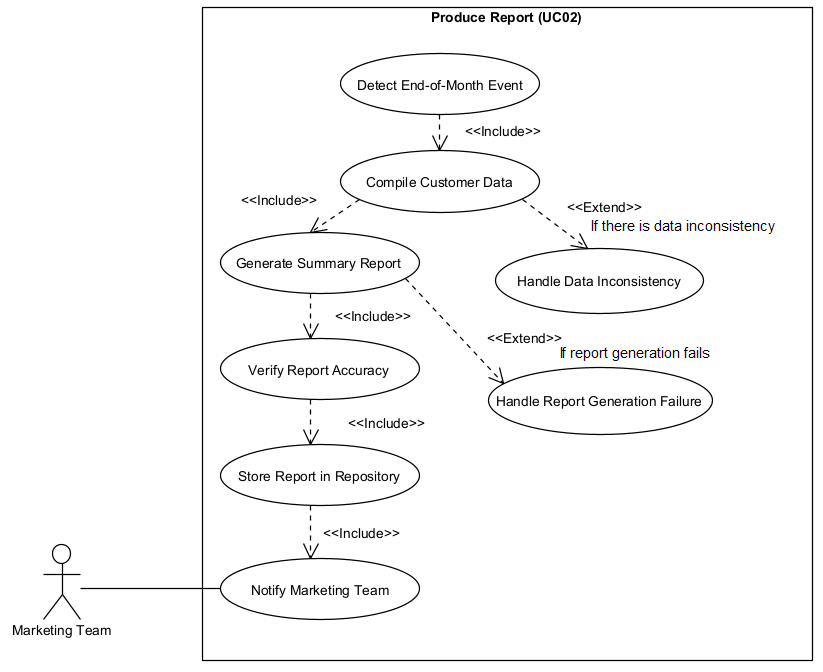 Produce Report (UC02)
Detect End-of-Month Event
<<Include>>
Compile Customer Data
<<Include>>
<<Extend>>
If there is data inconsistency
Generate Summary Report
Handle Data Inconsistency
<<Include>>
<<Extend>>
If report generation fails
Verify Report Accuracy
Handle Report Generation Failure
<<Include>>
Store Report in Repository
<<Include>>
Notify Marketing Team
Marketing Team